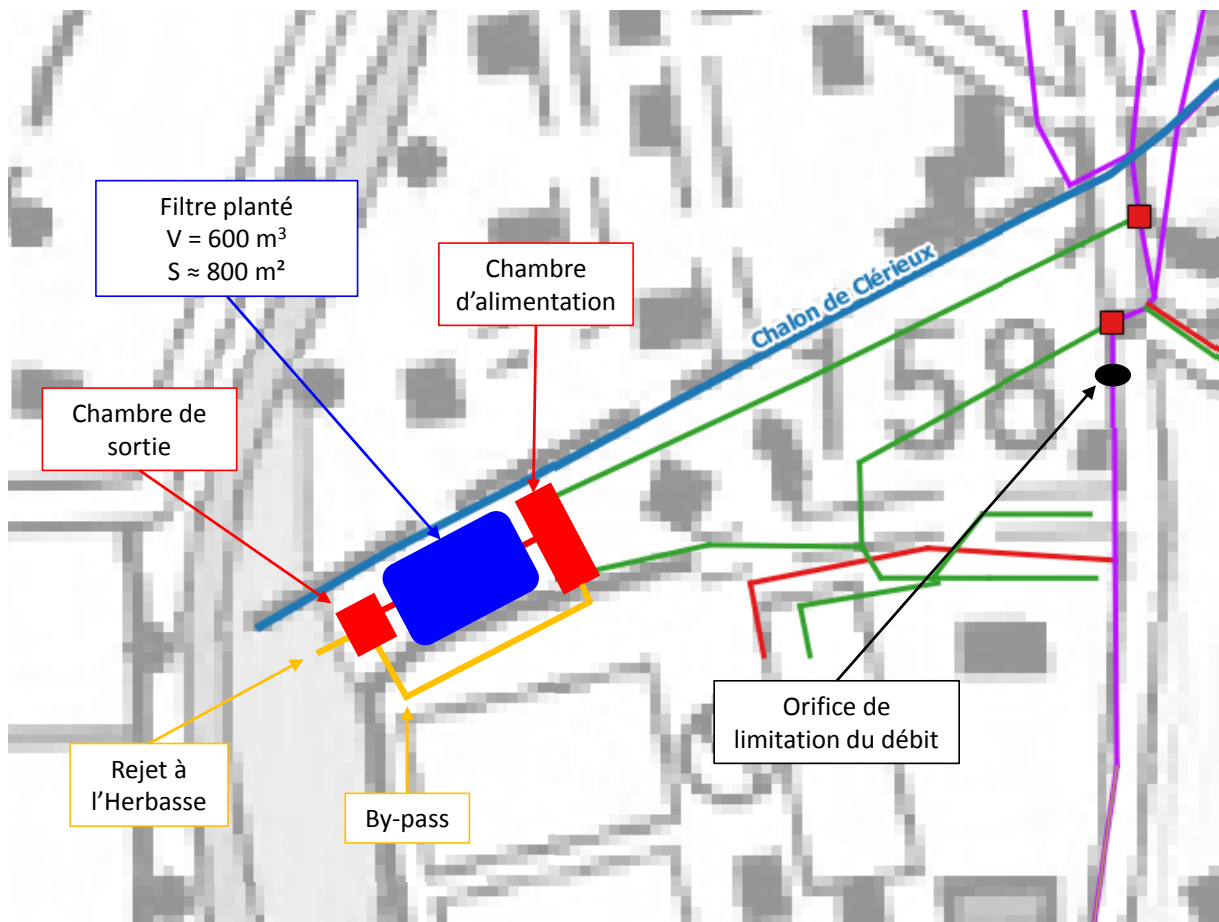 Filtre planté
V = 600 m³
S ≈ 800 m²
Chambre
d’alimentation
Chalon de Clérieux
158
Chambre de
sortie
Orifice de
limitation du débit
Rejet à
l’Herbasse
By-pass